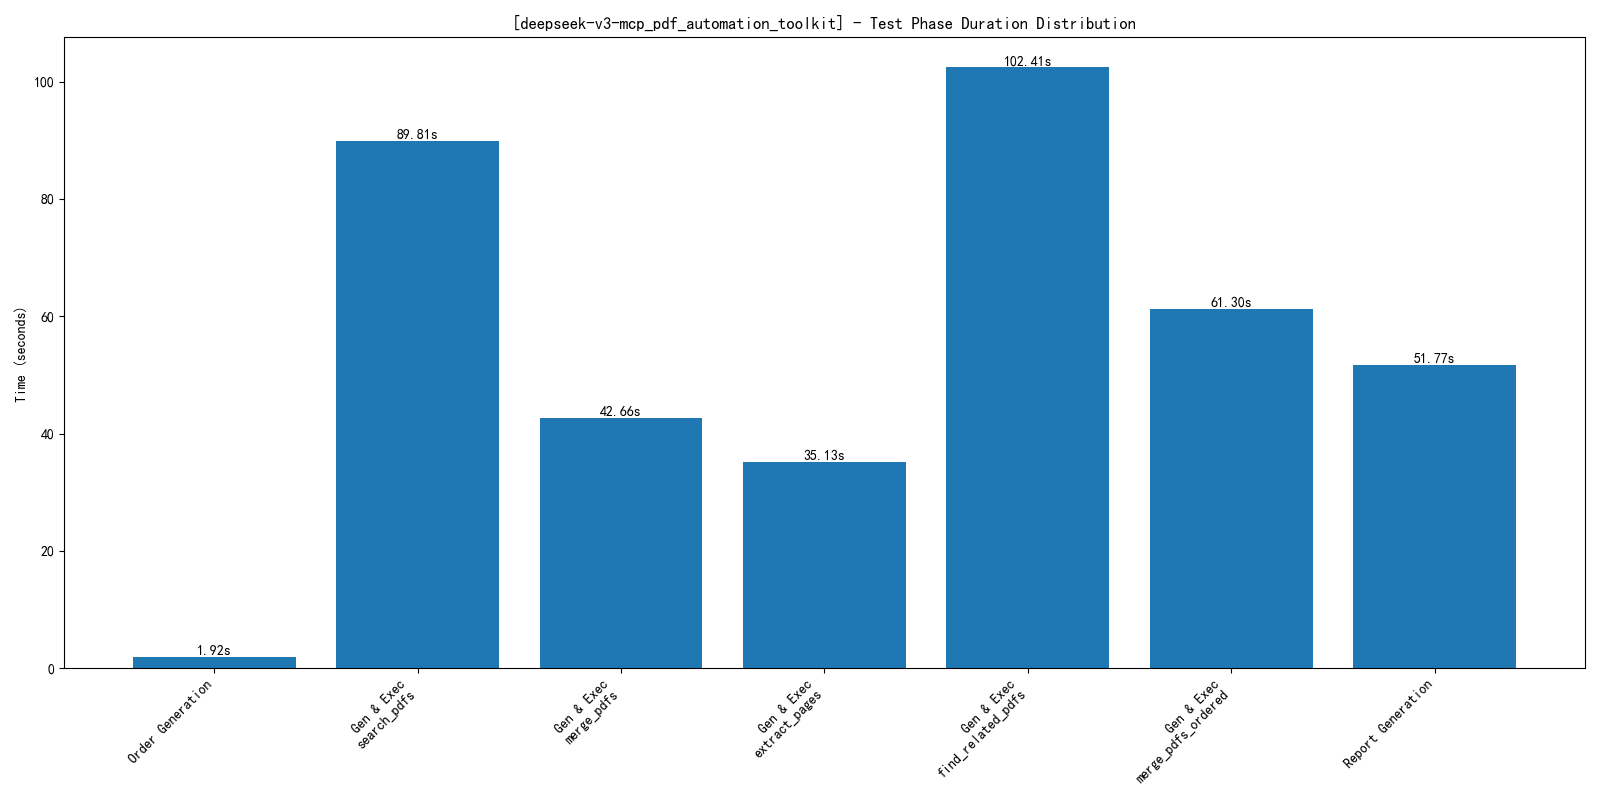 [deepseek-v3-mcp_pdf_automation_toolkit] - Test Phase Duration Distribution
Time (seconds)
100
80
60
40
20
0
1.92s
89.81s
42.66s
35.13s
102.41s
61.30s
51.77s
Order Generation
Gen & Exec
search_pdfs
Gen & Exec
merge_pdfs
Gen & Exec
extract_pages
Gen & Exec
find_related_pdfs
Gen & Exec
merge_pdfs_ordered
Report Generation